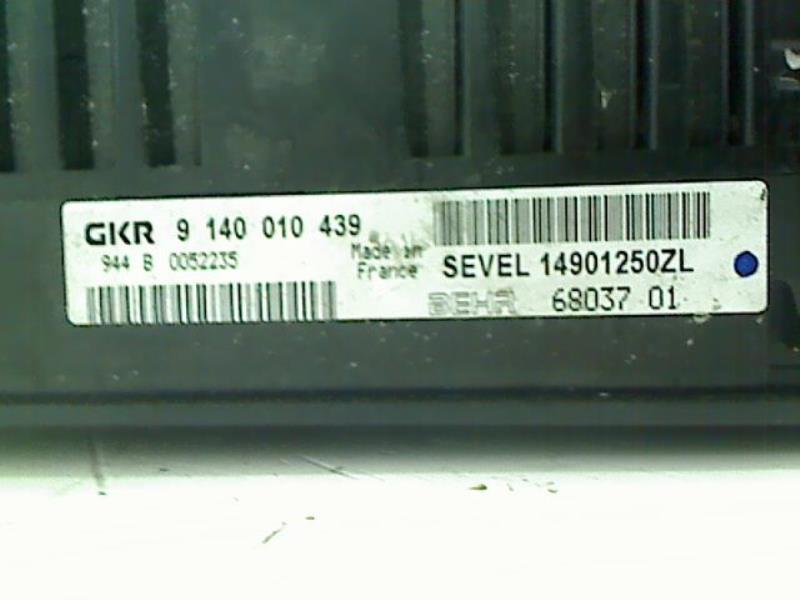 GKR 9 140 010 439
944 B 0052235
Made in
France
SEVEL 14901250ZL
BEHR 68037 01